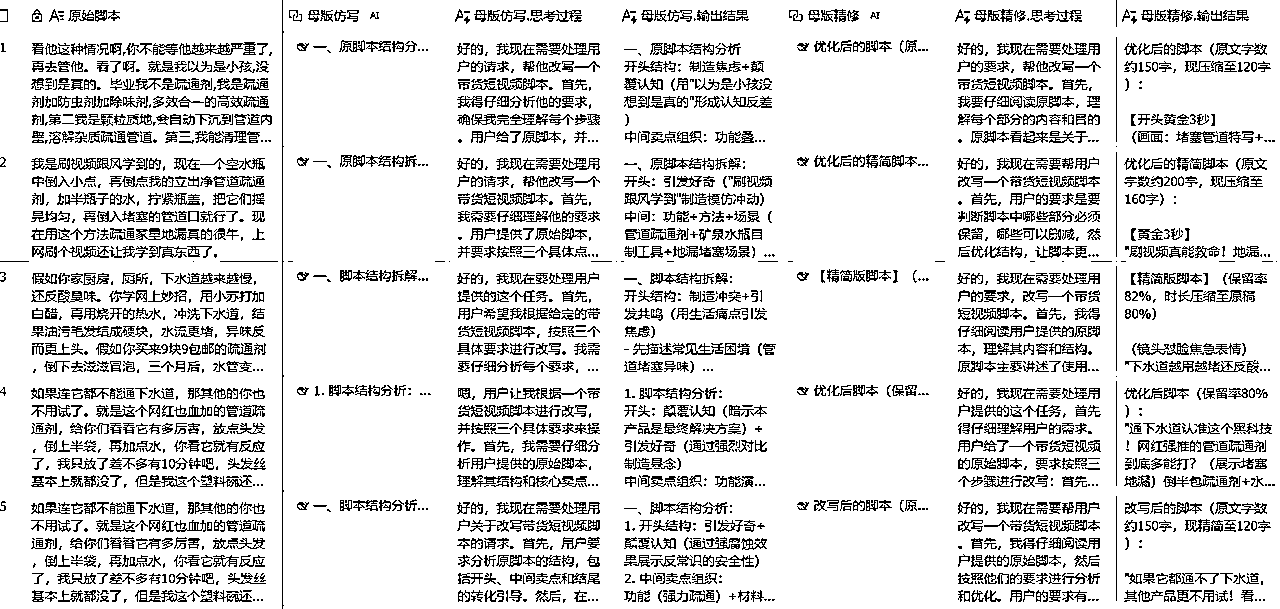 原始脚本
母版仿写 AI
母版仿写.思考过程
母版仿写.输出结果
母版精修 AI
母版精修.思考过程
母版精修.输出结果
1
看他这种情况啊,你不能等他越来越严重了,
再去管他。看了啊。就是我以为是小孩,没
想到是真的。毕业我不是疏通剂,我是疏通
剂加防虫剂加除味剂,多效合一的高效疏通
剂,第二我是颗粒质地,会自动下沉到管道内
壁,溶解杂质疏通管道。第三,我能清理管...
一、原脚本结构分...
好的，我现在需要处理用
户的请求，帮他改写一个
带货短视频脚本。首先，
我得仔细分析他的要求，
确保我完全理解每个步骤
。用户给了原脚本，并...
一、原脚本结构分析
开头结构：制造焦虑+颠
覆认知（用"以为是小孩没
想到是真的"形成认知反差
）
中间卖点组织：功能叠...
优化后的脚本（原...
好的，我现在需要处理用
户的要求，帮他改写一个
带货短视频脚本。首先，
我要仔细阅读原脚本，理
解每个部分的内容和目的
。原脚本看起来是关于...
优化后的脚本（原文字数
约150字，现压缩至120字
）：
【开头黄金3秒】
（画面：堵塞管道特写+...
2
我是刷视频跟风学到的，现在一个空水瓶
中倒入小点，再倒点我的立出净管道疏通
剂，加半瓶子的水，拧紧瓶盖，把它们摇
晃均匀，再倒入堵塞的管道口就行了。现
在用这个方法疏通家里地漏真的很牛，上
网刷个视频还让我学到真东西了。
一、原脚本结构拆...
好的，我现在需要处理用
户的请求，帮他改写一个
带货短视频脚本。首先，
我需要仔细理解他的要求
。用户提供了原始脚本，
并要求按照三个具体点...
一、原脚本结构拆解：
开头：引发好奇（"刷视频
跟风学到"制造模仿冲动）
中间：功能+方法+场景（
管道疏通剂+矿泉水瓶自
制工具+地漏堵塞场景）...
优化后的精简脚本...
好的，我现在需要帮用户
改写一个带货短视频脚本
。首先，用户的要求是要
判断脚本中哪些部分必须
保留，哪些可以删减，然
后优化结构，让脚本更...
优化后的精简脚本（原文
字数约200字，现压缩至
160字）：
【黄金3秒】
"刷视频真能救命！地漏...
3
假如你家厨房，厕所，下水道越来越慢，
还反酸臭味。你学网上妙招，用小苏打加
白醋，再用烧开的热水，冲洗下水道，结
果油污毛发结成硬块，水流更堵，异味反
而更上头。假如你买来9块9包邮的疏通剂
，倒下去滋滋冒泡，三个月后，水管变...
一、脚本结构拆解...
好的，我现在要处理用户
提供的这个任务。首先，
用户希望我根据给定的带
货短视频脚本，按照三个
具体要求进行改写。我需
要仔细分析每个要求，...
一、脚本结构拆解：
开头结构：制造冲突+引
发共鸣（用生活痛点引发
焦虑）
- 先描述常见生活困境（管
道堵塞异味）...
【精简版脚本】（...
好的，我现在需要处理用
户的要求，改写一个带货
短视频脚本。首先，我得
仔细阅读用户提供的原脚
本，理解其内容和结构。
原脚本主要讲述了使用...
【精简版脚本】（保留率
82%，时长压缩至原稿
80%）
（镜头怼脸焦急表情）
"下水道越用越堵还反酸...
4
如果连它都不能通下水道，那其他的你也
不用试了。就是这个网红也血加的管道疏
通剂，给你们看看它有多厉害，放点头发
，倒上半袋，再加点水，你看它就有反应
了，我只放了差不多有10分钟吧，头发丝
基本上就都没了，但是我这个塑料碗还...
1. 脚本结构分析：...
嗯，用户让我根据一个带
货短视频脚本进行改写，
并按照三个具体要求来操
作。首先，我需要仔细分
析用户提供的原始脚本，
理解其结构和核心卖点...
1. 脚本结构分析：
开头：颠覆认知（暗示本
产品是最终解决方案）+
引发好奇（通过强烈对比
制造悬念）
中间卖点组织：功能演...
优化后脚本（保留...
好的，我现在需要处理用
户提供的这个任务，首先
得仔细理解用户的需求。
用户给了一个带货短视频
的原始脚本，要求按照三
个步骤进行改写：首先...
优化后脚本（保留率80%
）：
"通下水道认准这个黑科技
！网红强推的管道疏通剂
到底多能打？（展示堵塞
地漏）倒半包疏通剂+水...
5
如果连它都不能通下水道，那其他的你也
不用试了。就是这个网红也血加的管道疏
通剂，给你们看看它有多厉害，放点头发
，倒上半袋，再加点水，你看它就有反应
了，我只放了差不多有10分钟吧，头发丝
基本上就都没了，但是我这个塑料碗还...
一、脚本结构分析...
好的，我现在需要处理用
户关于改写带货短视频脚
本的请求。首先，用户要
求分析原脚本的结构，包
括开头、中间卖点和结尾
的转化引导。然后，在...
一、脚本结构分析：
1. 开头结构：引发好奇+
颠覆认知（通过强腐蚀效
果展示反常识的安全性）
2. 中间卖点组织：
功能（强力疏通）+材料...
改写后的脚本（原...
好的，我现在需要帮用户
改写一个带货短视频脚本
。首先，我得仔细阅读用
户提供的原始脚本，然后
按照他们的要求进行分析
和优化。用户的要求有...
改写后的脚本（原文字数
约150字，现精简至120字
）：
"如果它都通不了下水道，
其他产品更不用试！看...